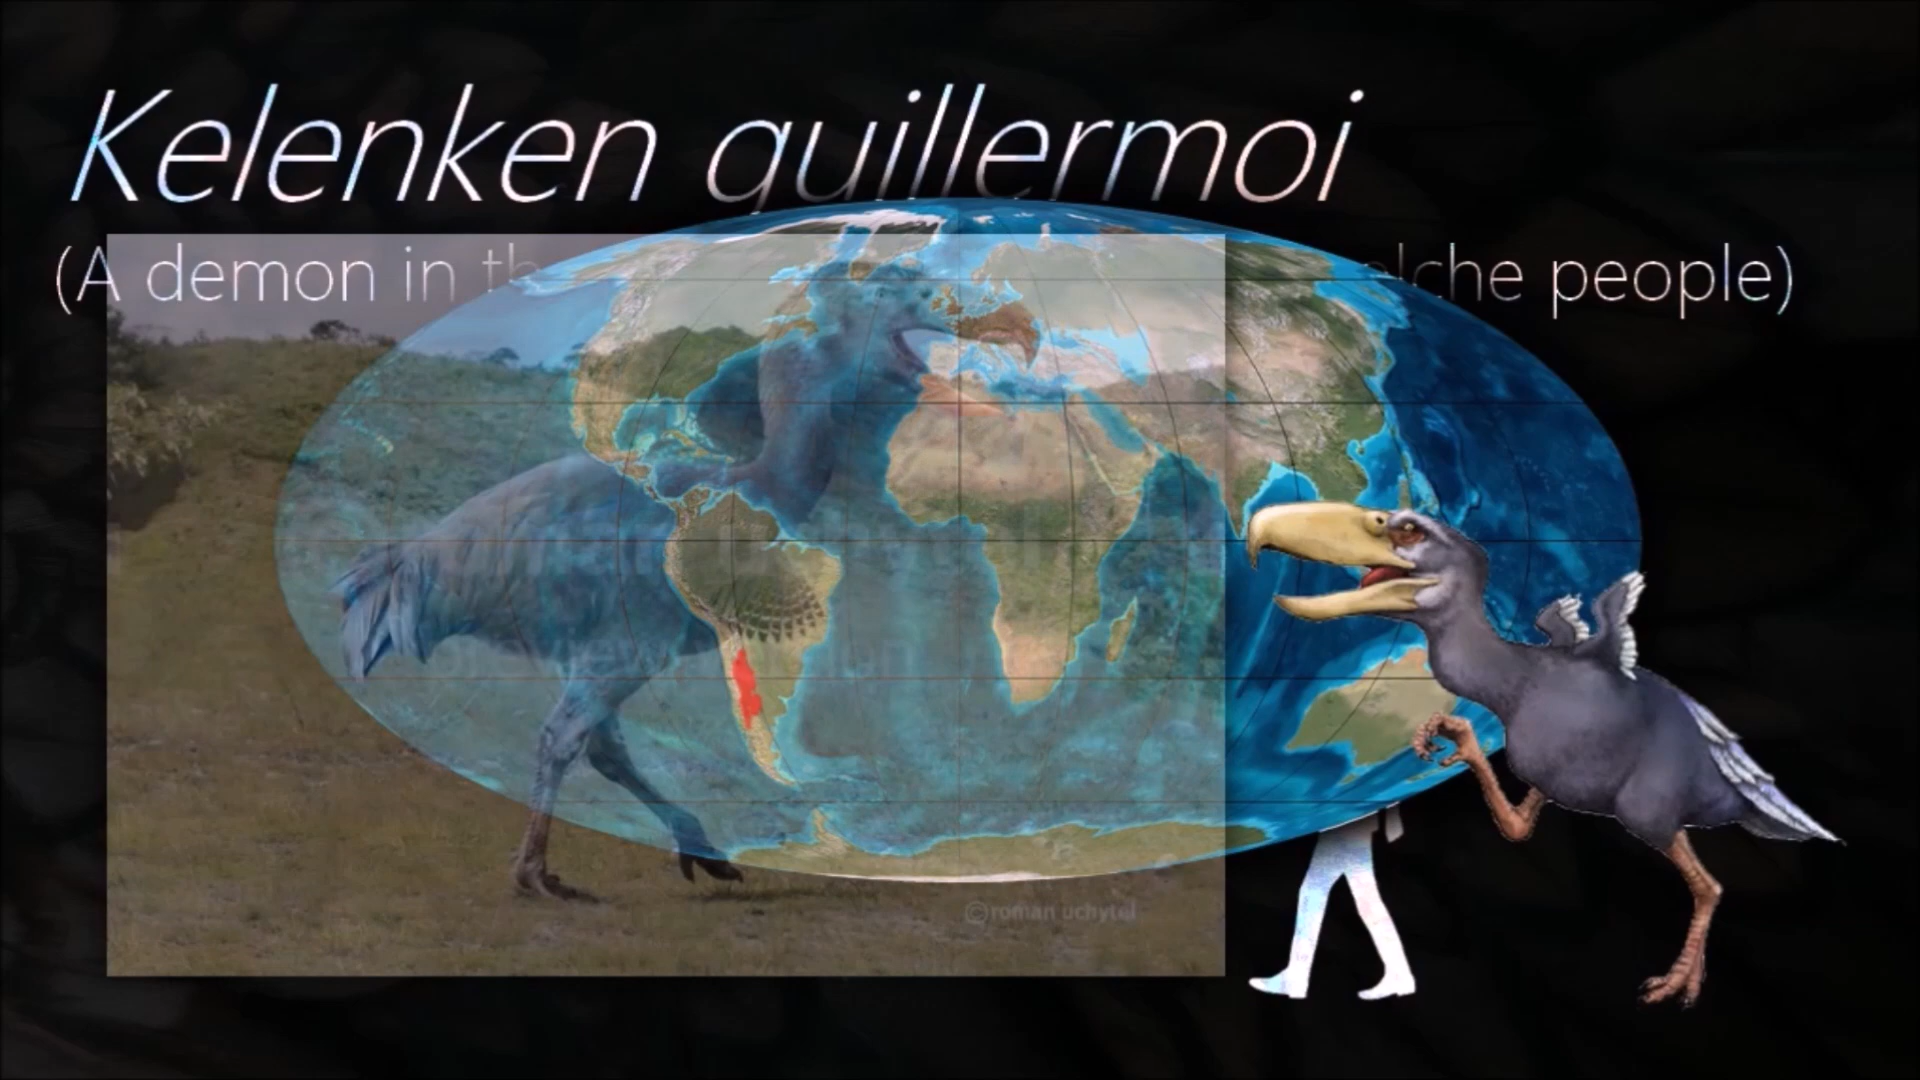 Kelenken guillermoi
(A demon in th lche people)
©roman uchytel